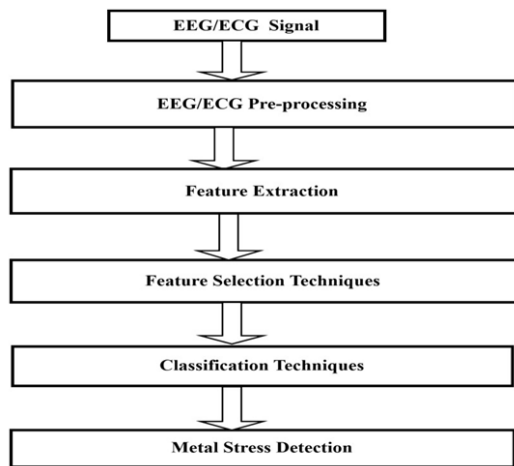 EEG/ECG Signal
EEG/ECG Pre-processing
Feature Extraction
Feature Selection Techniques
Classification Techniques
Metal Stress Detection